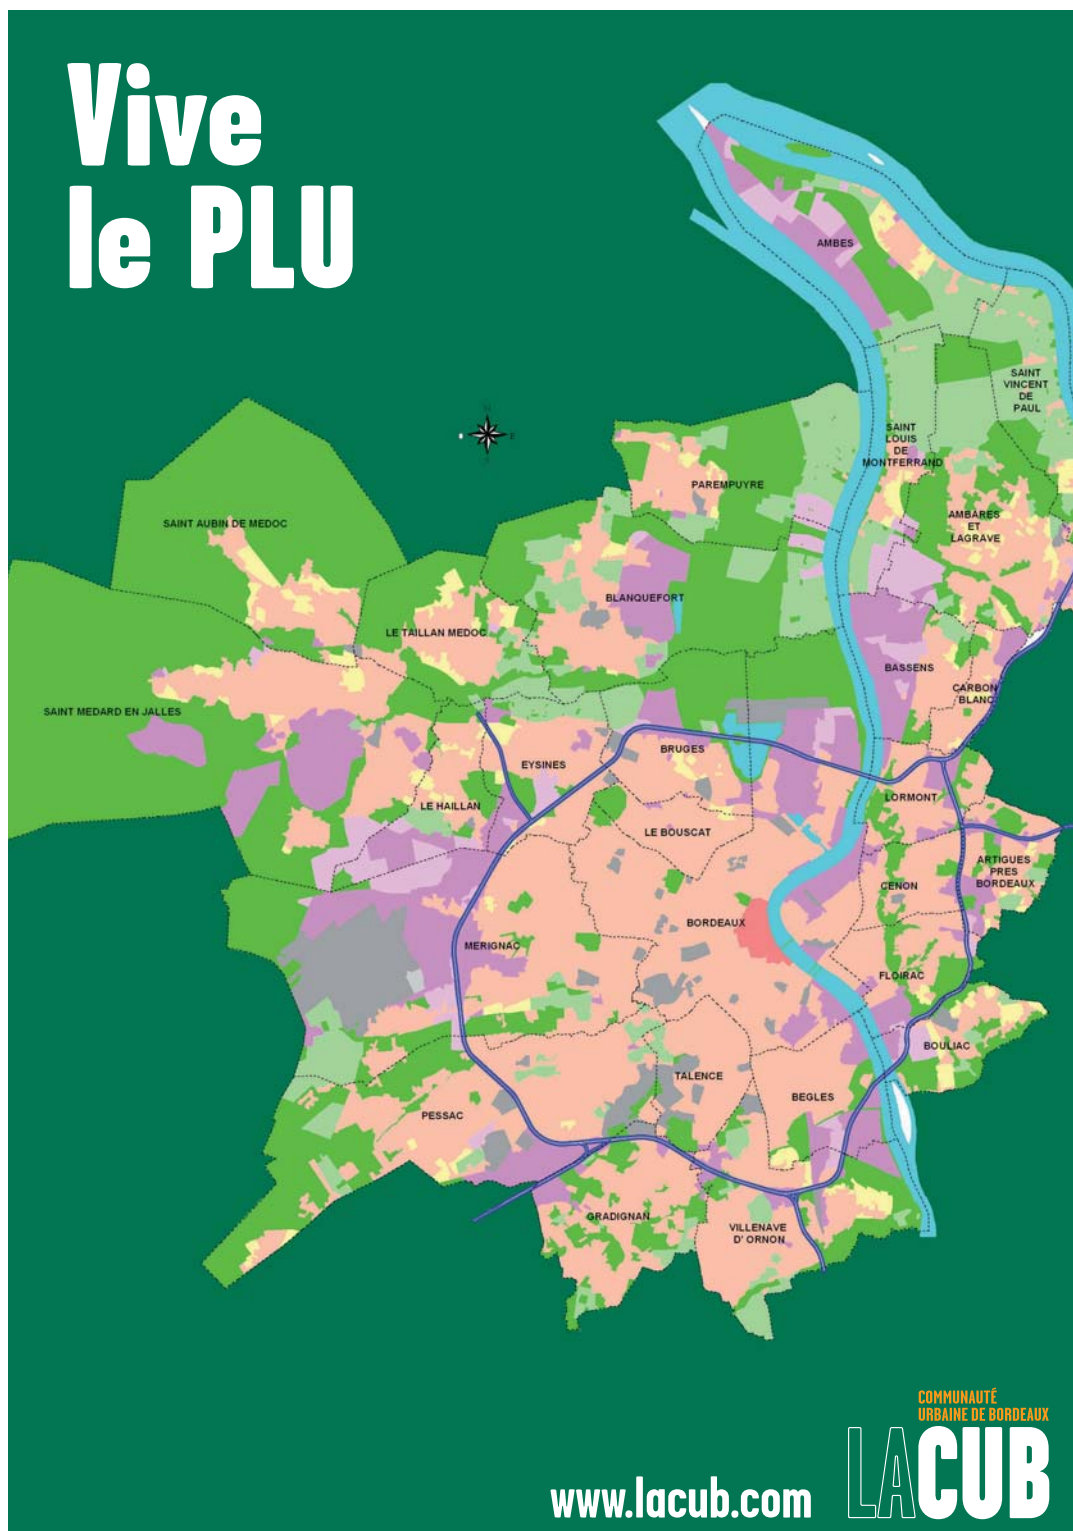 Vive
le PLU
AMBES
SAINT
VINCENT
DE
PAUL
SAINT
LOUIS
DE
MONTFERRAND
PAREMPUYRE
AMBARES
ET
LAGRAVE
SAINT AUBIN DE MEDOC
BLANQUEFORT
LE TAILLAN MEDOC
BASSENS
CARBON
BLANC
SAINT MEDARD EN JALLES
BRUGES
EYSINES
LE HAILLAN
LORMONT
LE BOUSCAT
ARTIGUES
PRES
BORDEAUX
CENON
BORDEAUX
MERIGNAC
FLOIRAC
BOULIAC
TALENCE
BEGLES
PESSAC
GRADIGNAN
VILLENAVE
D' ORNON
COMMUNAUTÉ
URBAINE DE BORDEAUX
LACUB
www.lacub.com